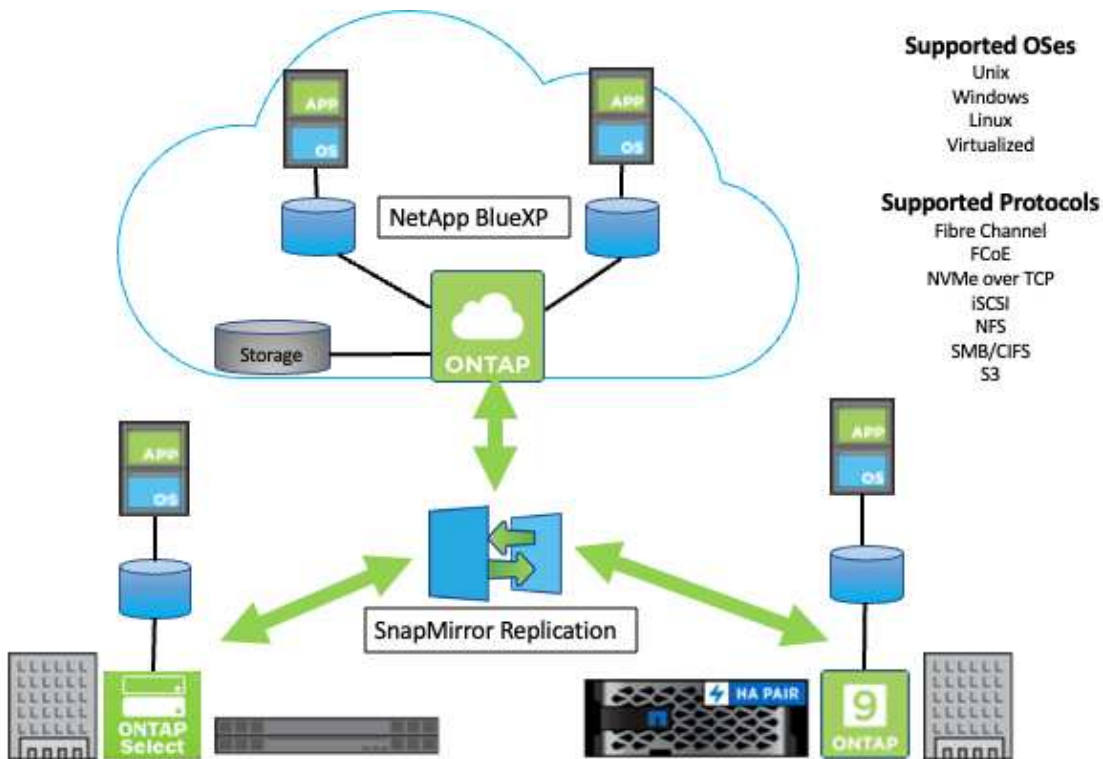 Supported OSes
Unix
Windows
Linux
Virtualized
Supported Protocols
Fibre Channel
FCoE
NVMe over TCP
iSCSI
NFS
SMB/CIFS
S3
APP
OS
APP
OS
NetApp BlueXP
Storage
ONTAP
APP
OS
APP
OS
SnapMirror Replication
ONTAP
Select
HA PAIR
9
ONTAP